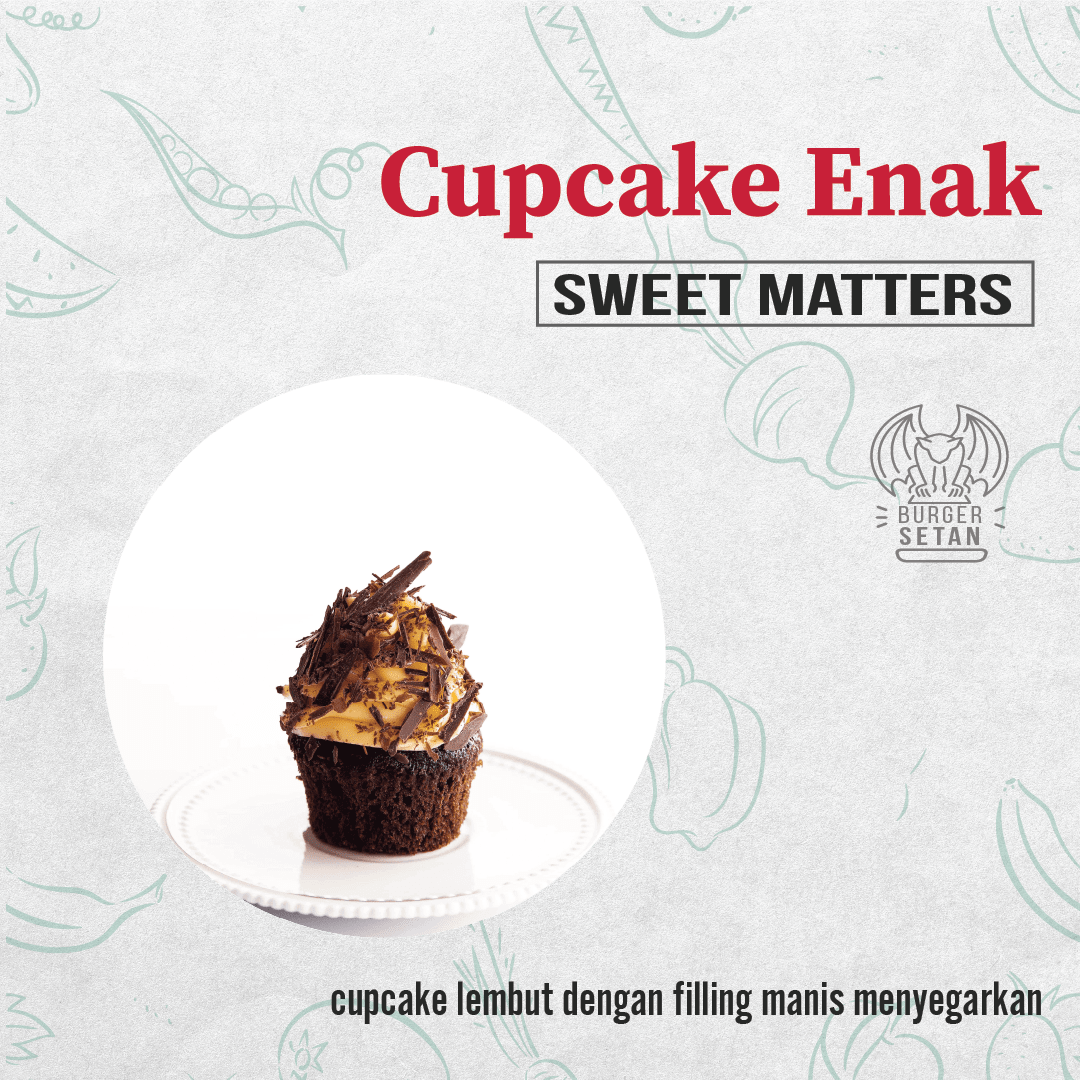 Cupcake Enak
SWEET MATTERS
BURGER
SETAN
cupcake lembut dengan filling manis menyegarkan